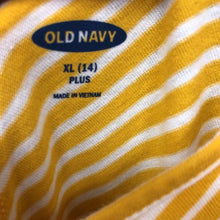 OLD NAVY
XL (14)
PLUS
MADE IN VIETNAM